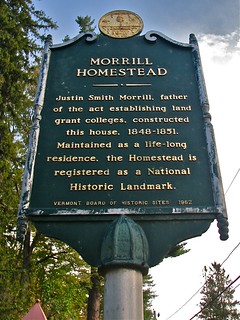 MORRILL
HOMESTEAD
Justin Smith Morrill, father
of the act establishing land
grant colleges, constructed
this house, 1848-1851.
Maintained as a life-long
residence, the Homestead is
registered as a National
Historic Landmark.
VERMONT BOARD OF HISTORIC SITES 1962